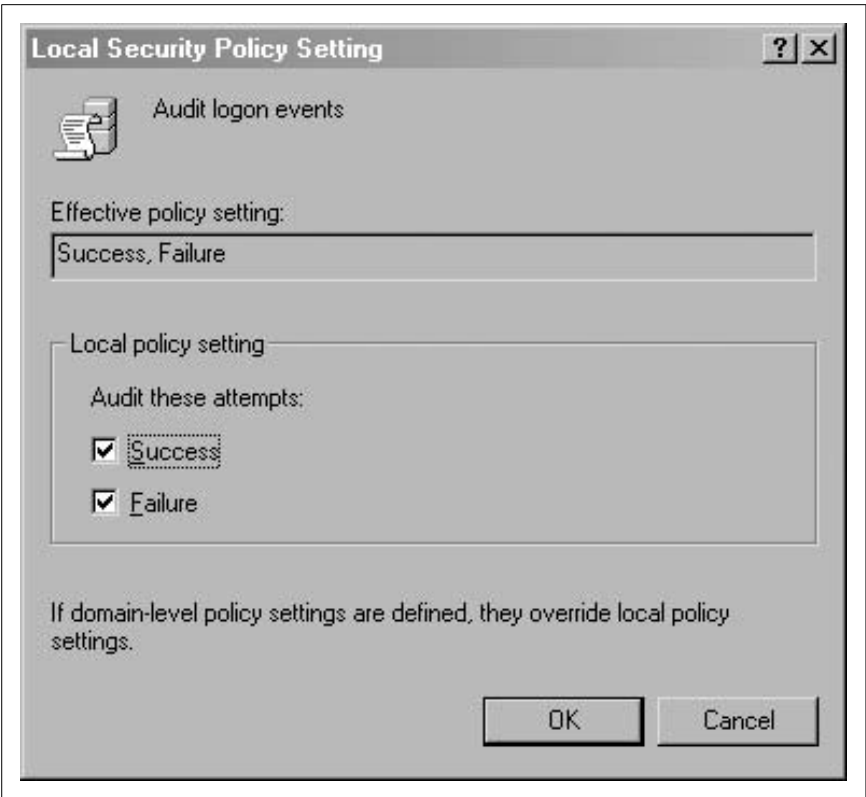 Local Security Policy Setting
Audit logon events
Effective policy setting:
Success, Failure
Local policy setting
Audit these attempts:
Success
Failure
If domain-level policy settings are defined, they override local policy
settings.
OK Cancel